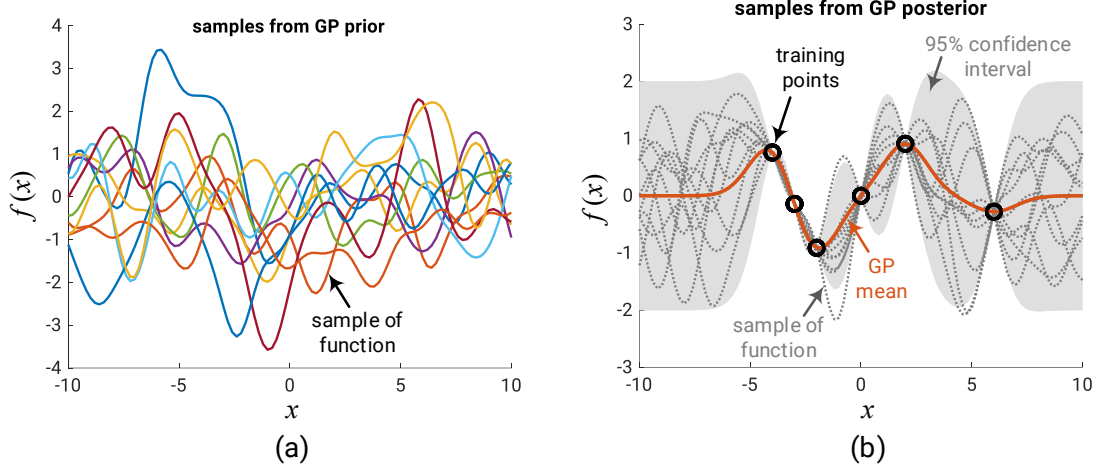 samples from GP prior
4
3
2
1
0
-1
-2
-3
-4
f(x)
sample of
function
-10
-5
0
5
10
x
(a)
samples from GP posterior
3
2
1
0
-1
-2
-3
f(x)
training
points
95% confidence
interval
GP
mean
sample of
function
-10
-5
0
5
10
x
(b)